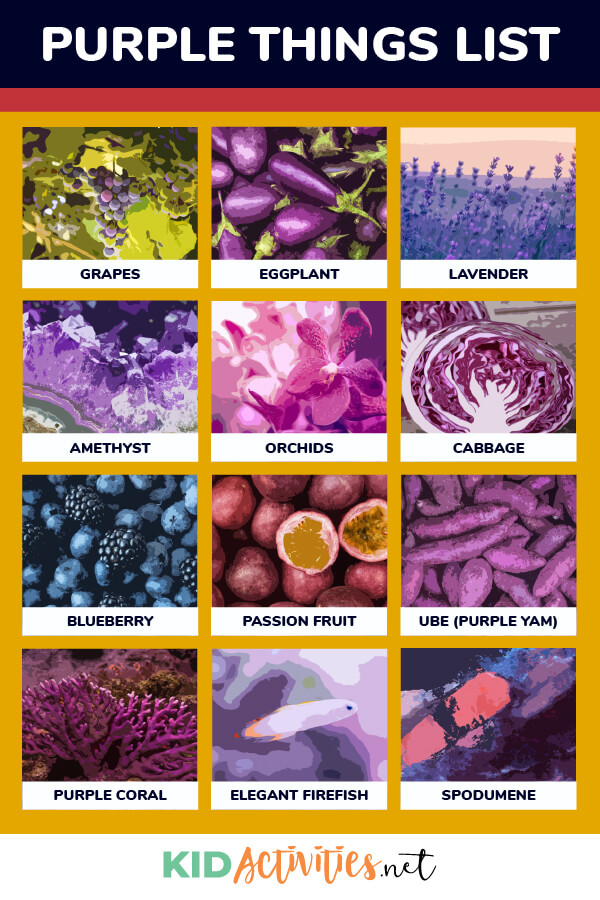 PURPLE THINGS LIST
GRAPES
EGGPLANT
LAVENDER
AMETHYST
ORCHIDS
CABBAGE
BLUEBERRY
PASSION FRUIT
UBE (PURPLE YAM)
PURPLE CORAL
ELEGANT FIREFISH
SPODUMENE
KIDActivities.net